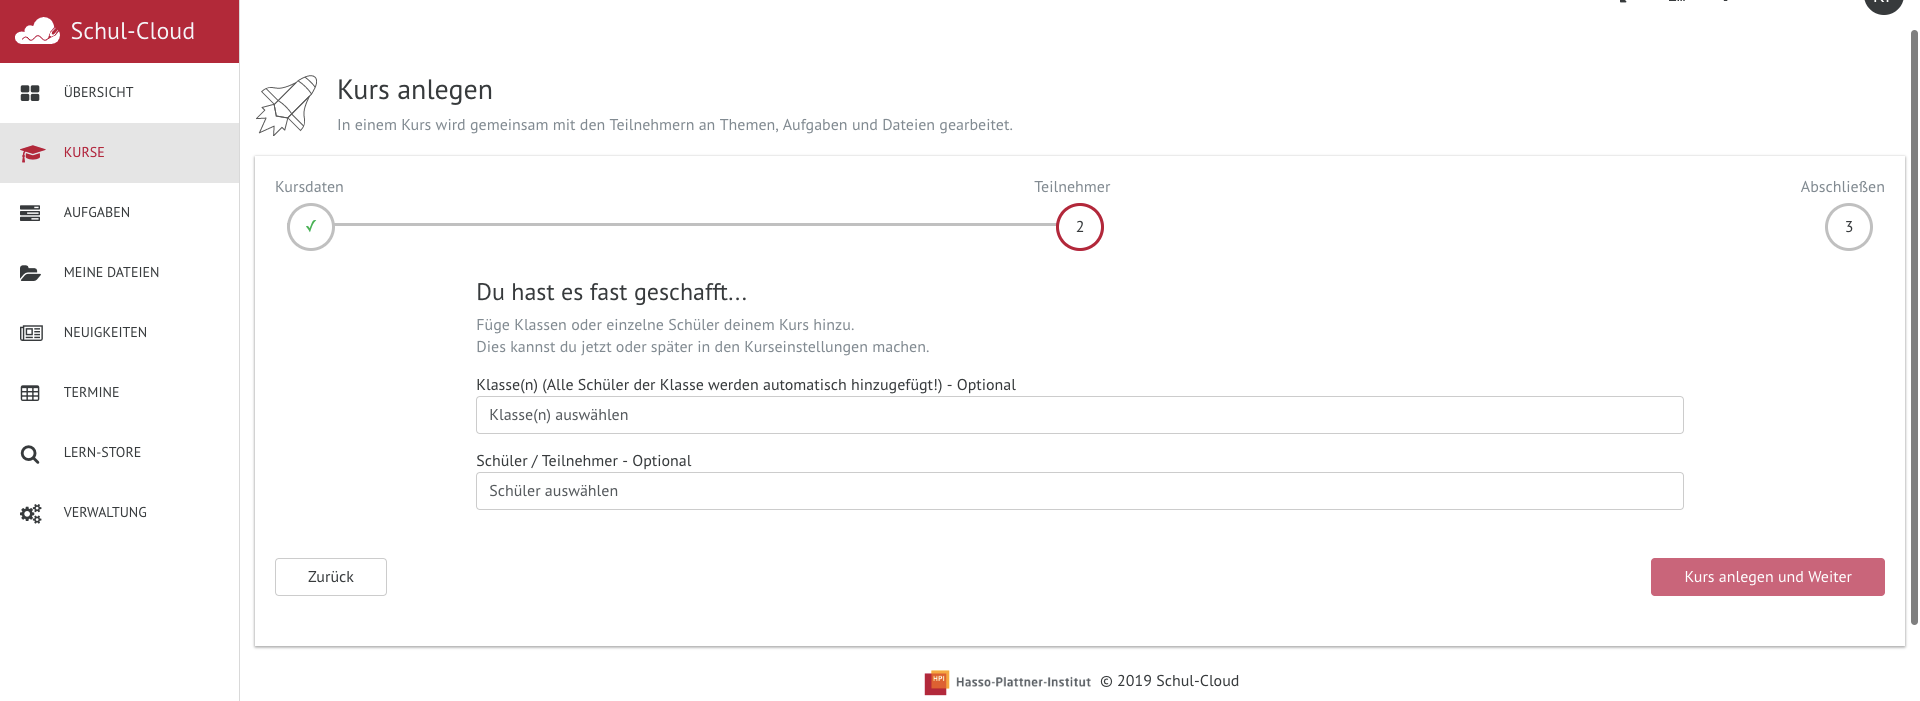 Schul-Cloud
ÜBERSICHT
KURSE
AUFGABEN
MEINE DATEIEN
NEUIGKEITEN
TERMINE
LERN-STORE
VERWALTUNG
Kurs anlegen
In einem Kurs wird gemeinsam mit den Teilnehmern an Themen, Aufgaben und Dateien gearbeitet.
Kursdaten
Teilnehmer
Abschließen
2
3
Du hast es fast geschafft...
Füge Klassen oder einzelne Schüler deinem Kurs hinzu.
Dies kannst du jetzt oder später in den Kurseinstellungen machen.
Klasse(n) (Alle Schüler der Klasse werden automatisch hinzugefügt!) - Optional
Klasse(n) auswählen
Schüler / Teilnehmer - Optional
Schüler auswählen
Zurück
Kurs anlegen und Weiter
HPI Hasso-Plattner-Institut © 2019 Schul-Cloud